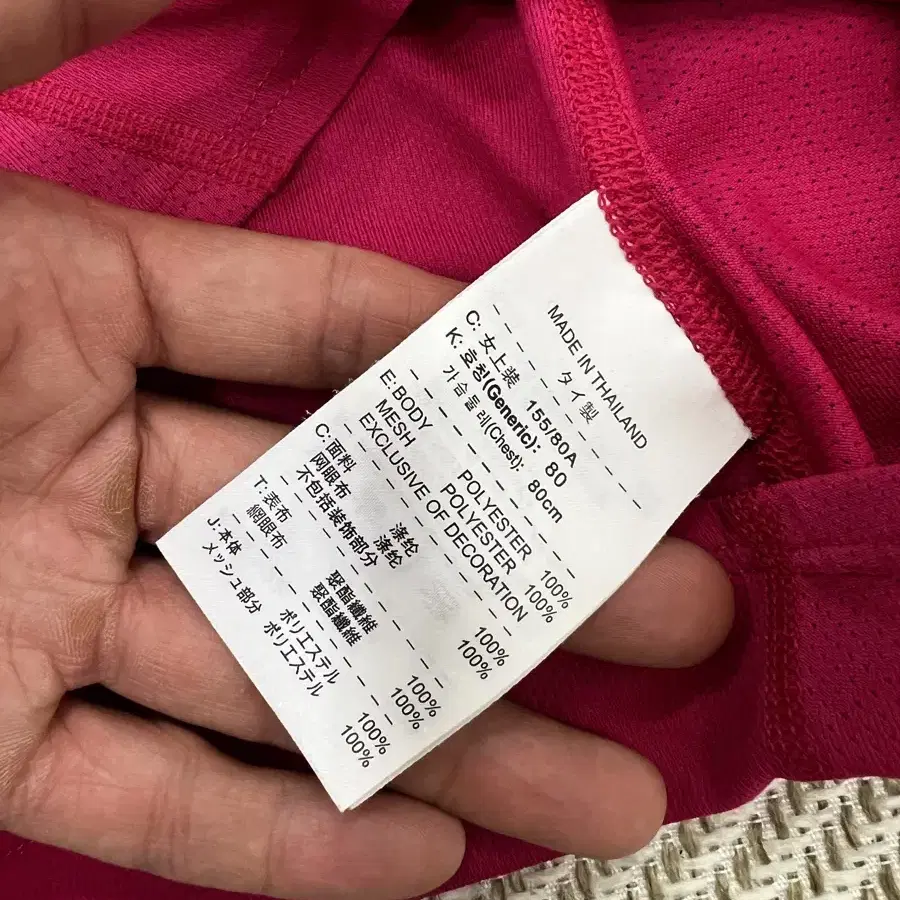 MADE IN THAILAND
タイ製
C: 女上装 155/80A
K: 호칭(Generic): 80
가슴둘레(Chest): 80cm
E:BODY POLYESTER 100%
MESH POLYESTER 100%
EXCLUSIVE OF DECORATION
C:面料 涤纶 100%
网眼布 涤纶 100%
不包括装饰部分
T:表布 聚酯纖維 100%
網眼布 聚酯纖維 100%
J:本体 ポリエステル 100%
メッシュ部分 ポリエステル 100%